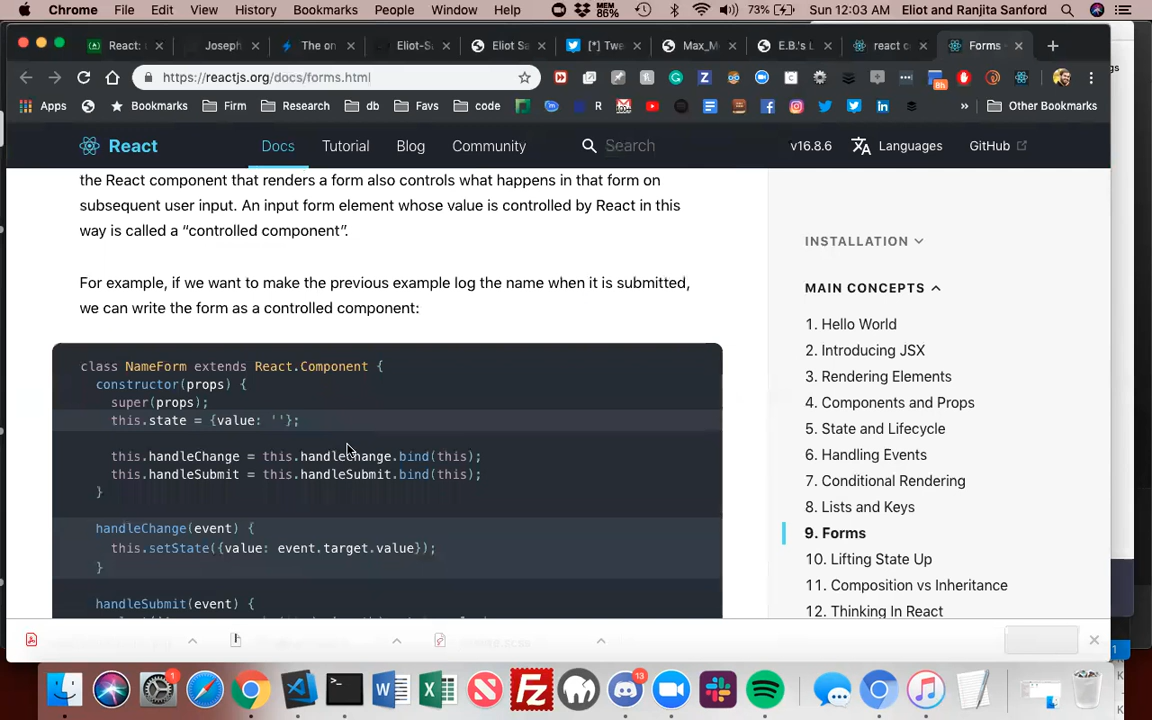 Chrome File Edit View History Bookmarks People Window Help MEM 86% 73% Sun 12:03 AM Eliot and Ranjita Sanford
React: Joseph The on Eliot-Su Eliot Sa [*] Twe Max_M E.B.'s L react c Forms
https://reactjs.org/docs/forms.html 8h
Apps Bookmarks Firm Research db Favs code R 100+ » Other Bookmarks
React Docs Tutorial Blog Community Search v16.8.6 Languages GitHub
the React component that renders a form also controls what happens in that form on
subsequent user input. An input form element whose value is controlled by React in this
way is called a “controlled component”.
For example, if we want to make the previous example log the name when it is submitted,
we can write the form as a controlled component:
class NameForm extends React.Component {
constructor(props) {
super(props);
this.state = {value: ''};
this.handleChange = this.handleChange.bind(this);
this.handleSubmit = this.handleSubmit.bind(this);
}
handleChange(event) {
this.setState({value: event.target.value});
}
handleSubmit(event) {
INSTALLATION
MAIN CONCEPTS
1. Hello World
2. Introducing JSX
3. Rendering Elements
4. Components and Props
5. State and Lifecycle
6. Handling Events
7. Conditional Rendering
8. Lists and Keys
9. Forms
10. Lifting State Up
11. Composition vs Inheritance
12. Thinking In React
1 13